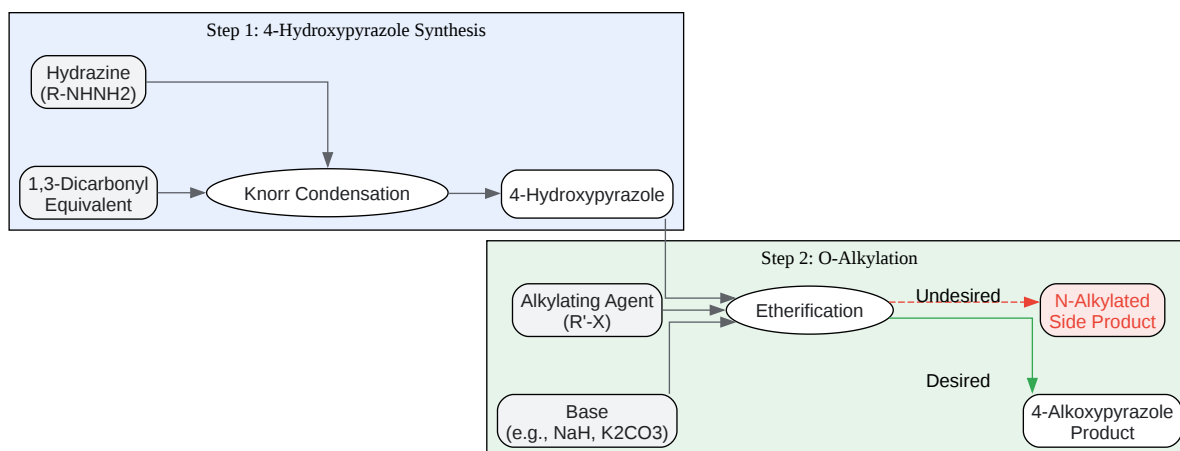 Step 1: 4-Hydroxypyrazole Synthesis
Hydrazine
(R-NHNH2)
1,3-Dicarbonyl
Equivalent
Knorr Condensation
4-Hydroxypyrazole
Step 2: O-Alkylation
Alkylating Agent
(R'-X)
Etherification
Undesired
N-Alkylated
Side Product
Desired
Base
(e.g., NaH, K2CO3)
4-Alkoxypyrazole
Product